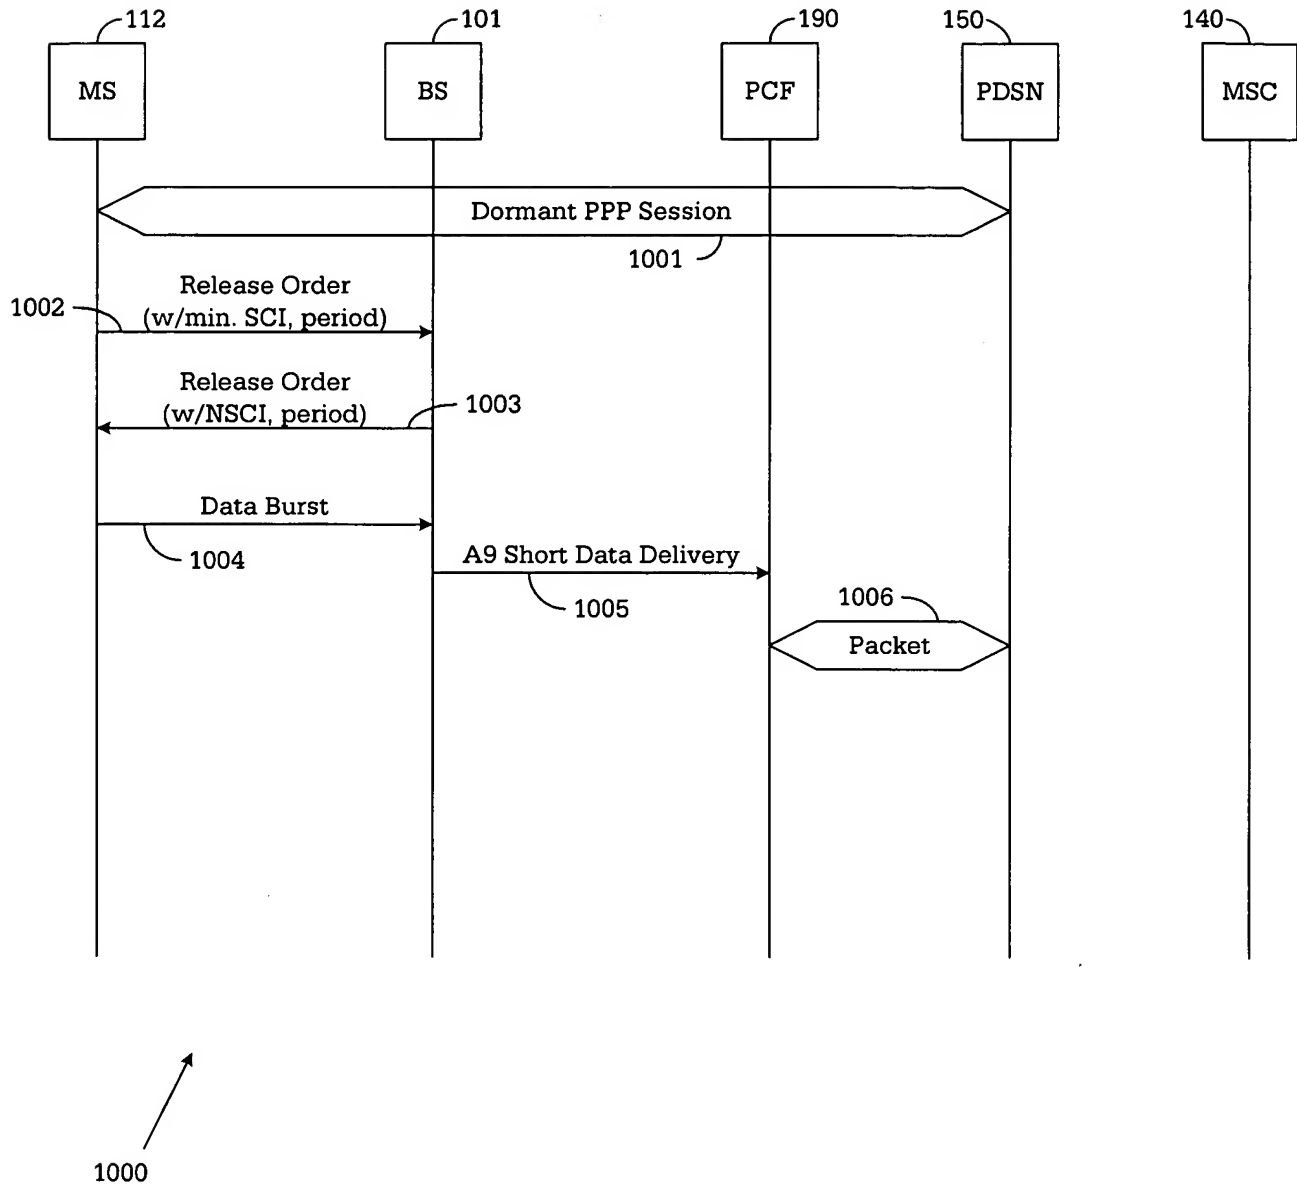 112
101
190
150
140
MS
BS
PCF
PDSN
MSC
Dormant PPP Session
1001
Release Order
(w/min. SCI, period)
1002
Release Order
(w/NSCI, period)
1003
Data Burst
1004
A9 Short Data Delivery
1005
1006
Packet
1000